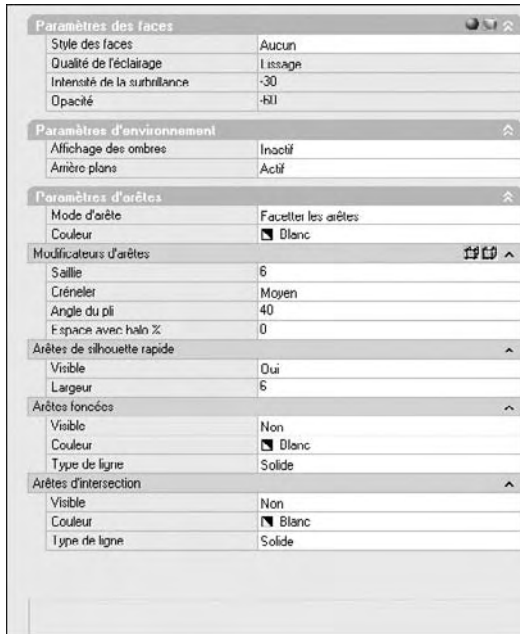 Paramètres des faces
Style des faces Aucun
Qualité de l'éclairage Lissage
Intensité de la surbrillance -30
Opacité -60
Paramètres d'environnement
Affichage des ombres Inactif
Arrière plans Actif
Paramètres d'arêtes
Mode d'arête Facetter les arêtes
Couleur Blanc
Modificateurs d'arêtes
Saillie 6
Créneler Moyen
Angle du pli 40
Espace avec halo % 0
Arêtes de silhouette rapide
Visible Oui
Largeur 6
Arêtes foncées
Visible Non
Couleur Blanc
Type de ligne Solide
Arêtes d'intersection
Visible Non
Couleur Blanc
Type de ligne Solide